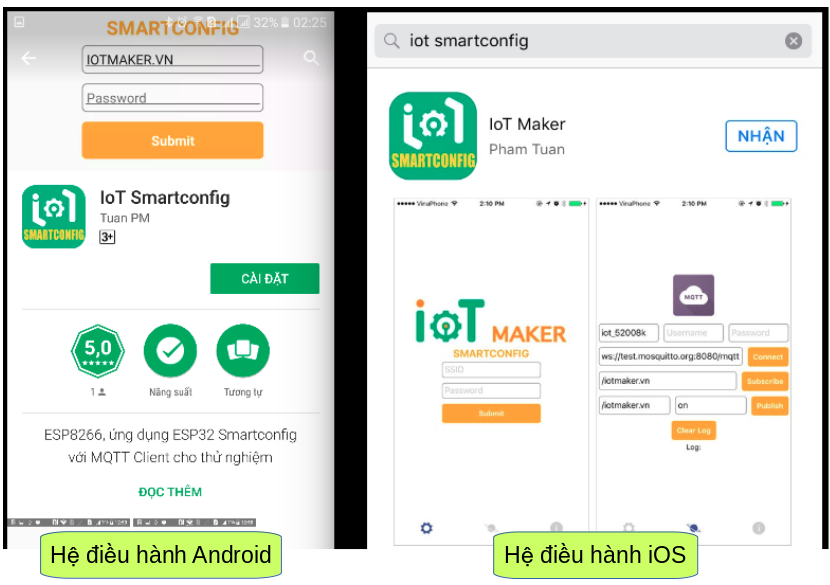 32% 02:25
SMARTCONFIG
IOTMAKER.VN
Password
Submit
IoT
SMARTCONFIG
IoT Smartconfig
Tuan PM
3+
CÀI ĐẶT
5,0
1
Năng suất
Tương tự
ESP8266, ứng dụng ESP32 Smartconfig
với MQTT Client cho thử nghiệm
ĐỌC THÊM
Hệ điều hành Android
iot smartconfig
IoT
SMARTCONFIG
IoT Maker
Pham Tuan
NHẬN
VinaPhone 2:10 PM
IoT MAKER
SMARTCONFIG
SSID
Password
Submit
VinaPhone 2:10 PM
MQTT
iot_52008k Username Password
ws://test.mosquitto.org:8080/mqtt Connect
/iotmaker.vn Subscribe
/iotmaker.vn on Publish
Clear Log
Log:
Hệ điều hành iOS